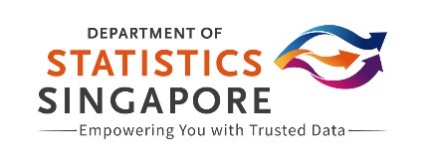 DEPARTMENT OF
STATISTICS
SINGAPORE
Empowering You with Trusted Data